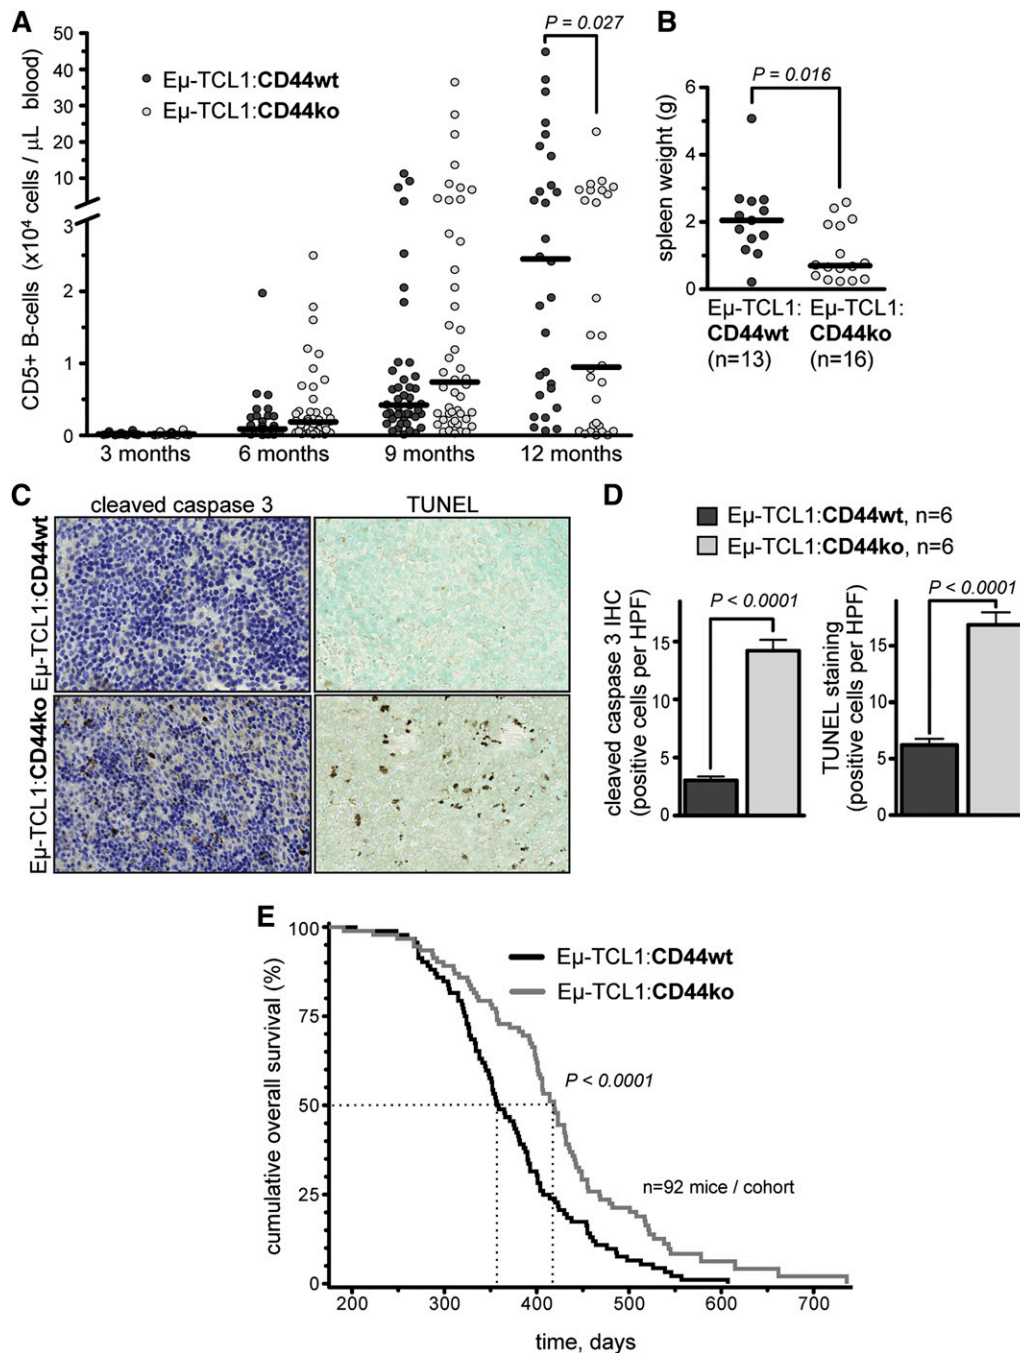 A
CD5+ B-cells (x10⁴ cells / μL blood)
50
45
40
35
30
25
20
15
10
3
2
1
0
Eμ-TCL1:CD44wt
Eμ-TCL1:CD44ko
P = 0.027
3 months
6 months
9 months
12 months
B
spleen weight (g)
6
4
2
0
P = 0.016
Eμ-TCL1: Eμ-TCL1:
CD44wt CD44ko
(n=13) (n=16)
C
cleaved caspase 3
TUNEL
Eμ-TCL1:CD44wt
Eμ-TCL1:CD44ko
D
Eμ-TCL1:CD44wt, n=6
Eμ-TCL1:CD44ko, n=6
cleaved caspase 3 IHC
(positive cells per HPF)
15
10
5
0
P < 0.0001
TUNEL staining
(positive cells per HPF)
15
10
5
0
P < 0.0001
E
cumulative overall survival (%)
100
75
50
25
0
Eμ-TCL1:CD44wt
Eμ-TCL1:CD44ko
P < 0.0001
n=92 mice / cohort
200
300
400
500
600
700
time, days